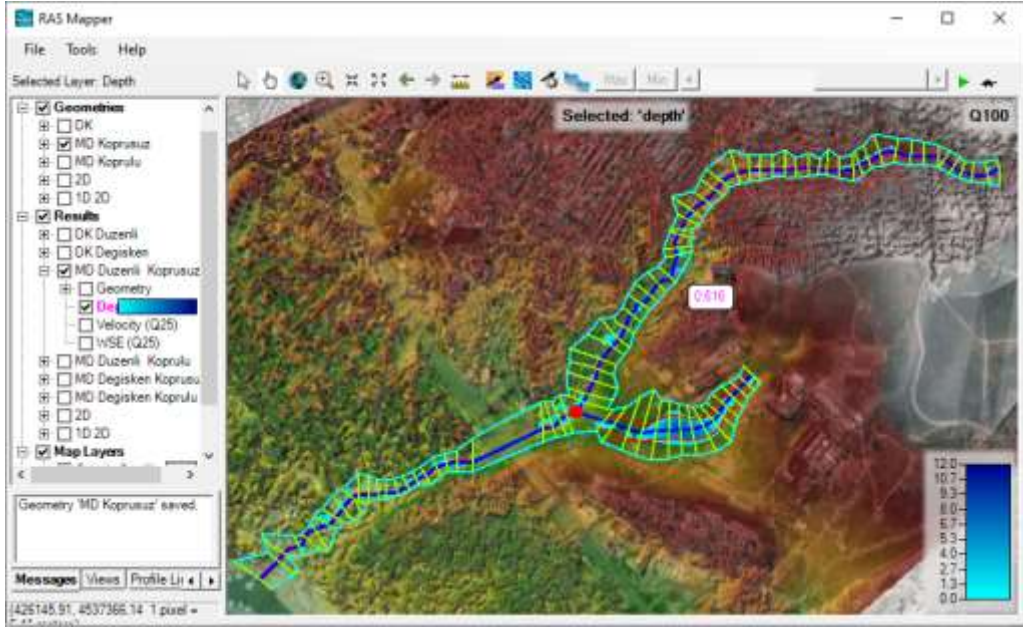 RAS Mapper
File Tools Help
Selected Layer: Depth
Max Min
Geometries
DK
MD Koprusuz
MD Koprulu
2D
1D 2D
Results
DK Duzenli
DK Degisken
MD Duzenli Koprusuz
Geometry
Velocity (Q25)
WSE (Q25)
MD Duzenli Koprulu
MD Degisken Koprusu
MD Degisken Koprulu
2D
1D 2D
Map Layers
Geometry 'MD Koprusuz' saved.
Messages Views Profile Lir
(426145.91, 4537366.14 1 pixel =
Selected: 'depth'
Q100
0.616
12.0
10.7
9.3
8.0
6.7
5.3
4.0
2.7
1.3
0.0